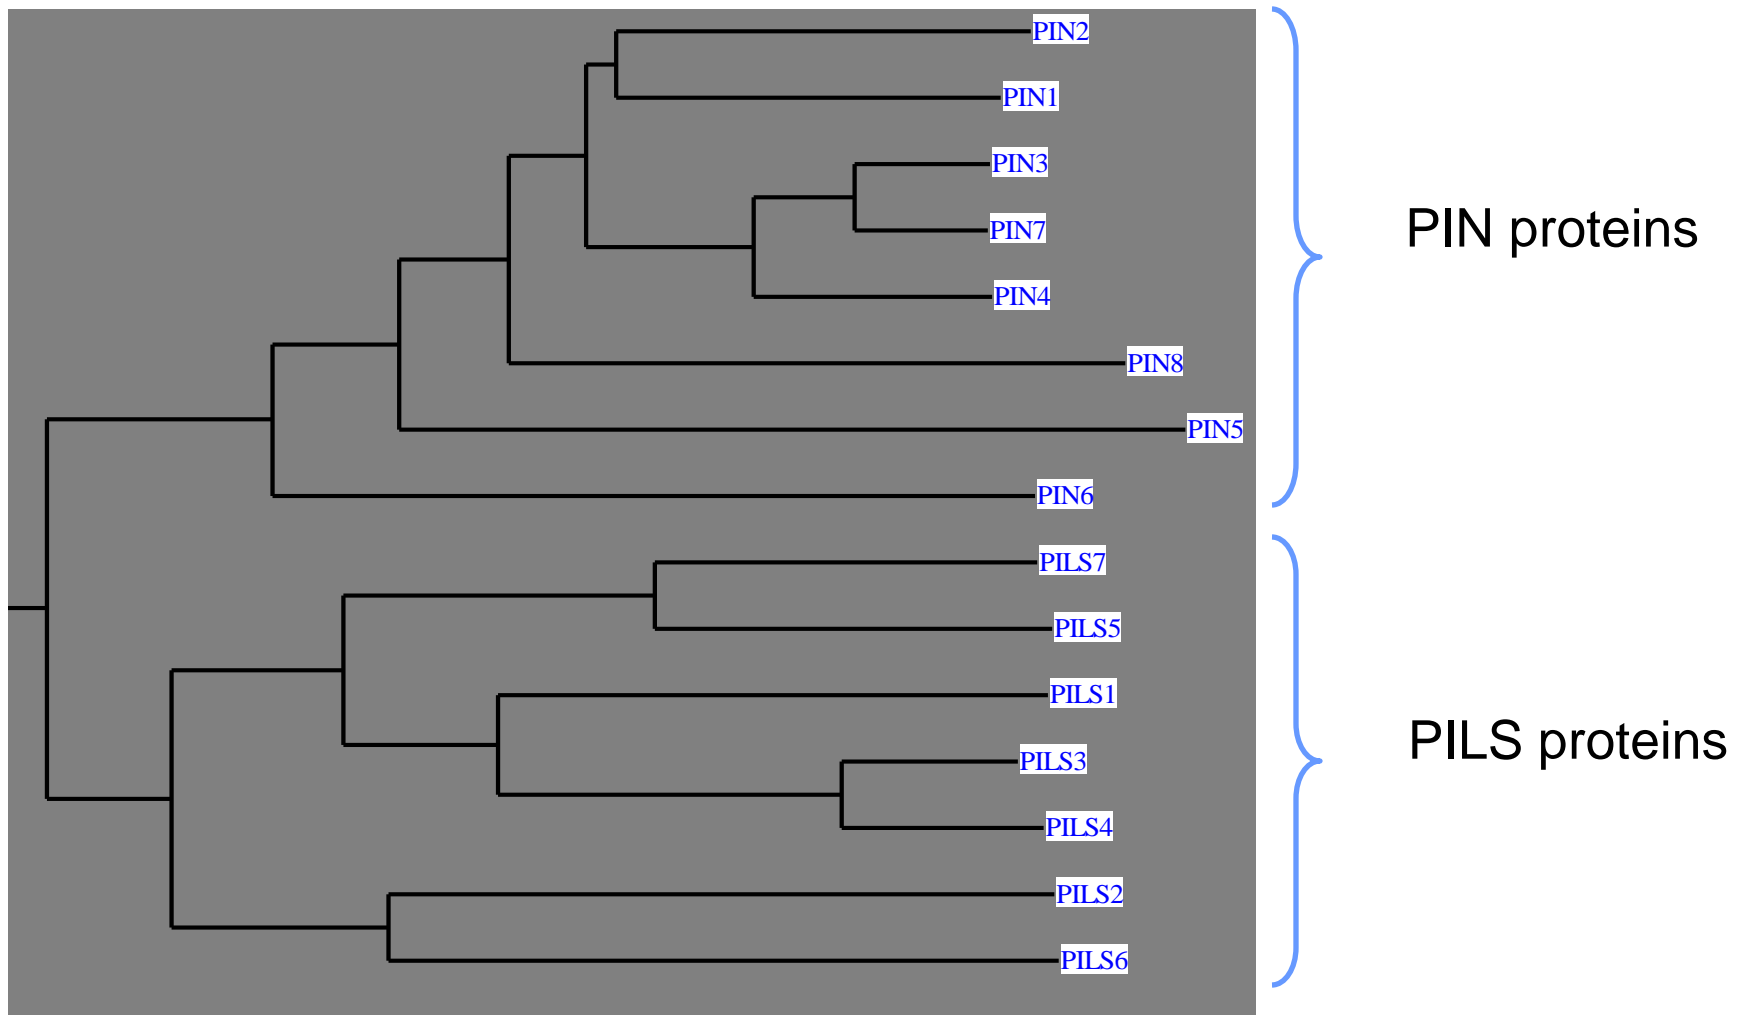 PIN2
PIN1
PIN3
PIN7
PIN4
PIN8
PIN5
PIN6
PIN proteins
PILS7
PILS5
PILS1
PILS3
PILS4
PILS2
PILS6
PILS proteins